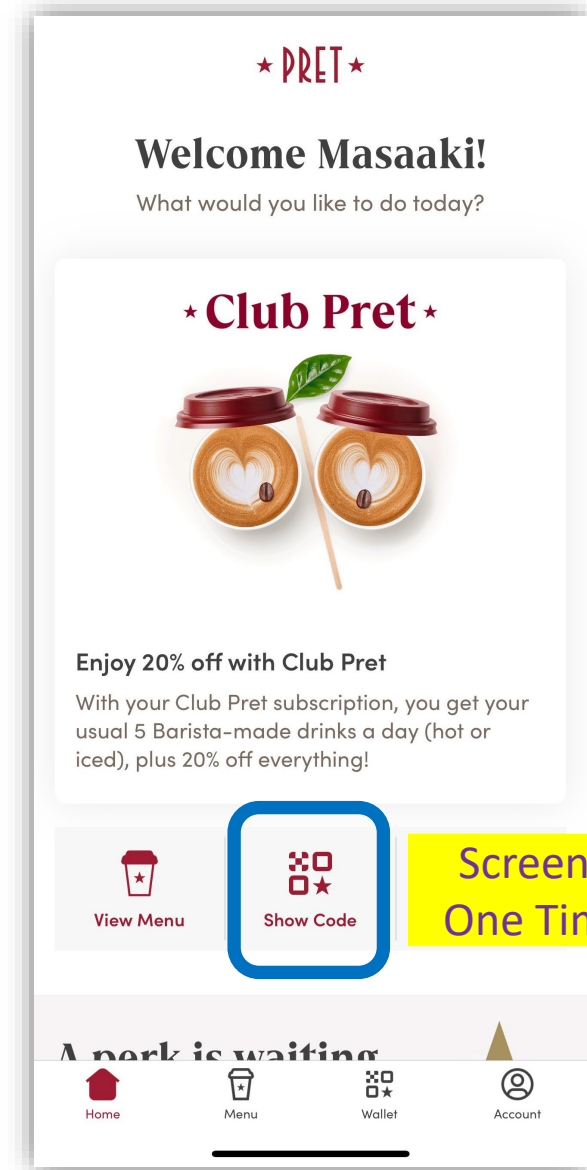 PRET
Welcome Masaaki!
What would you like to do today?
Club Pret
Enjoy 20% off with Club Pret
With your Club Pret subscription, you get your
usual 5 Barista-made drinks a day (hot or
iced), plus 20% off everything!
View Menu
Show Code
Screen
One
A perk is waiting
Home
Menu
Wallet
Account